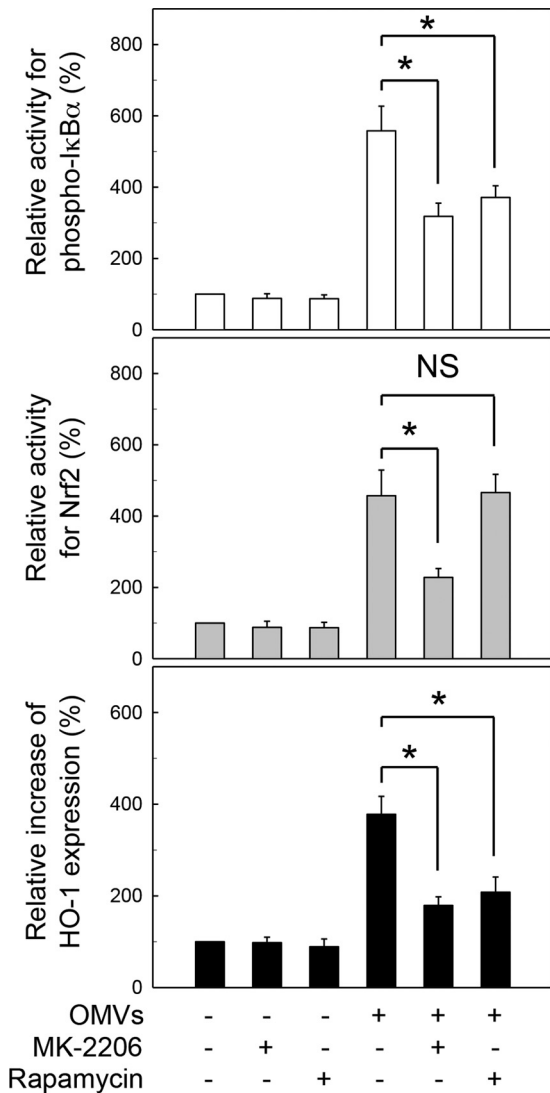 Relative activity for
phospho-IκBα (%)
800
600
400
200
0
*
*
Relative activity
for Nrf2 (%)
800
600
400
200
0
NS
*
Relative increase of
HO-1 expression (%)
600
400
200
0
*
*
OMVs - - - + + +
MK-2206 - + - - + -
Rapamycin - - + - - +